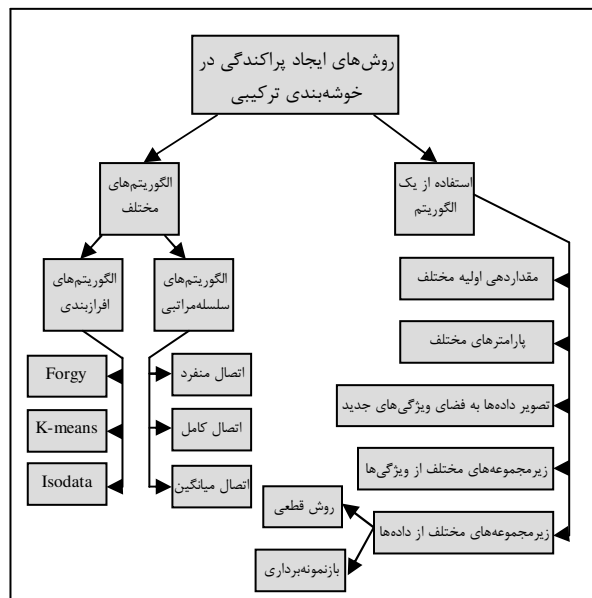 روش‌های ایجاد پراکندگی در
خوشه‌بندی ترکیبی
استفاده از یک
الگوریتم
مقداردهی اولیه مختلف
پارامترهای مختلف
تصویر داده‌ها به فضای ویژگی‌های جدید
زیرمجموعه‌های مختلف از ویژگی‌ها
زیرمجموعه‌های مختلف از داده‌ها
روش قطعی
بازنمونه‌برداری
الگوریتم‌های
مختلف
الگوریتم‌های
سلسله‌مراتبی
اتصال منفرد
اتصال کامل
اتصال میانگین
الگوریتم‌های
افرازبندی
Forgy
K-means
Isodata